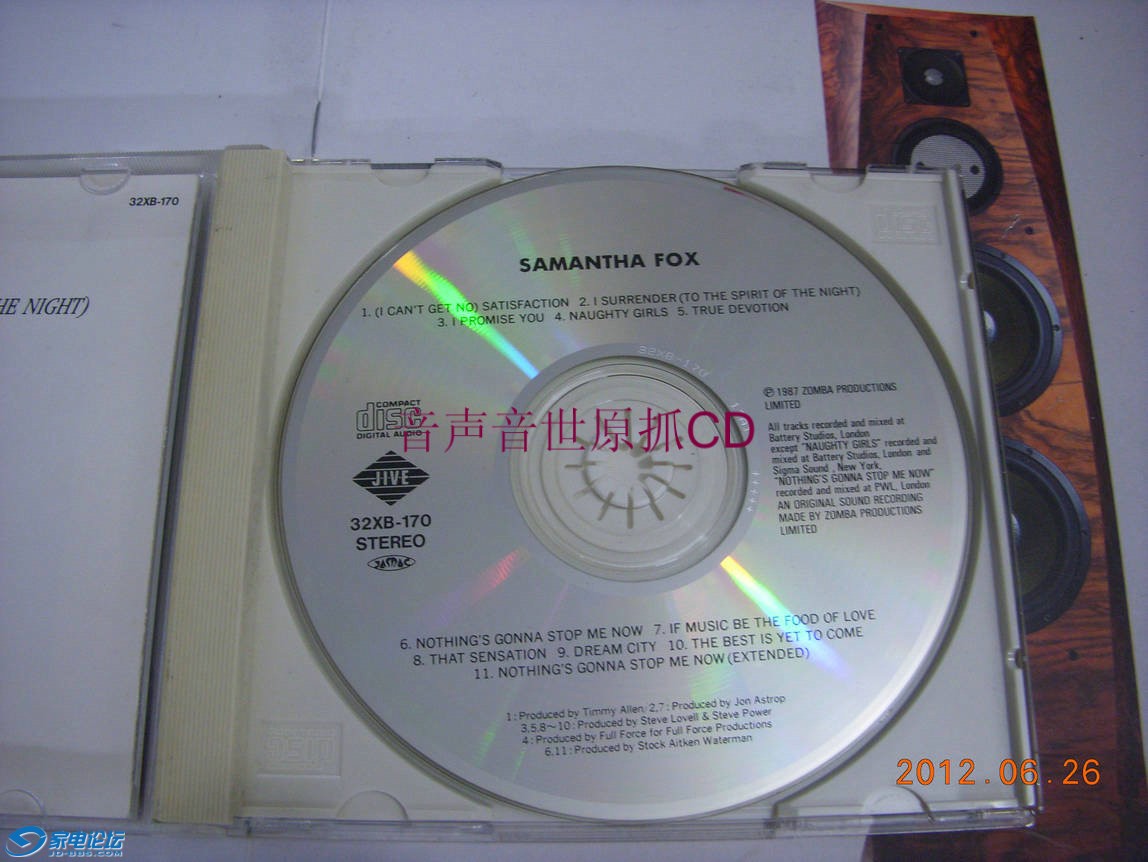 32XB-170
HE NIGHT)
SAMANTHA FOX
1. (I CAN'T GET NO) SATISFACTION 2. I SURRENDER (TO THE SPIRIT OF THE NIGHT)
3. I PROMISE YOU 4. NAUGHTY GIRLS 5. TRUE DEVOTION
32XB-170
COMPACT
disc
DIGITAL AUDIO
音声音世原抓CD
JIVE
32XB-170
STEREO
JASRAC
Ⓟ 1987 ZOMBA PRODUCTIONS
LIMITED
All tracks recorded and mixed at
Battery Studios, London
except "NAUGHTY GIRLS" recorded and
mixed at Battery Studios, London and
Sigma Sound, New York,
"NOTHING'S GONNA STOP ME NOW"
recorded and mixed at PWL, London
AN ORIGINAL SOUND RECORDING
MADE BY ZOMBA PRODUCTIONS
LIMITED
6. NOTHING'S GONNA STOP ME NOW 7. IF MUSIC BE THE FOOD OF LOVE
8. THAT SENSATION 9. DREAM CITY 10. THE BEST IS YET TO COME
11. NOTHING'S GONNA STOP ME NOW (EXTENDED)
1: Produced by Timmy Allen/2,7: Produced by Jon Astrop
3,5,8~10: Produced by Steve Lovell & Steve Power
4: Produced by Full Force for Full Force Productions
6,11: Produced by Stock Aitken Waterman
2012.06.26
家电论坛
JD-BBS.COM